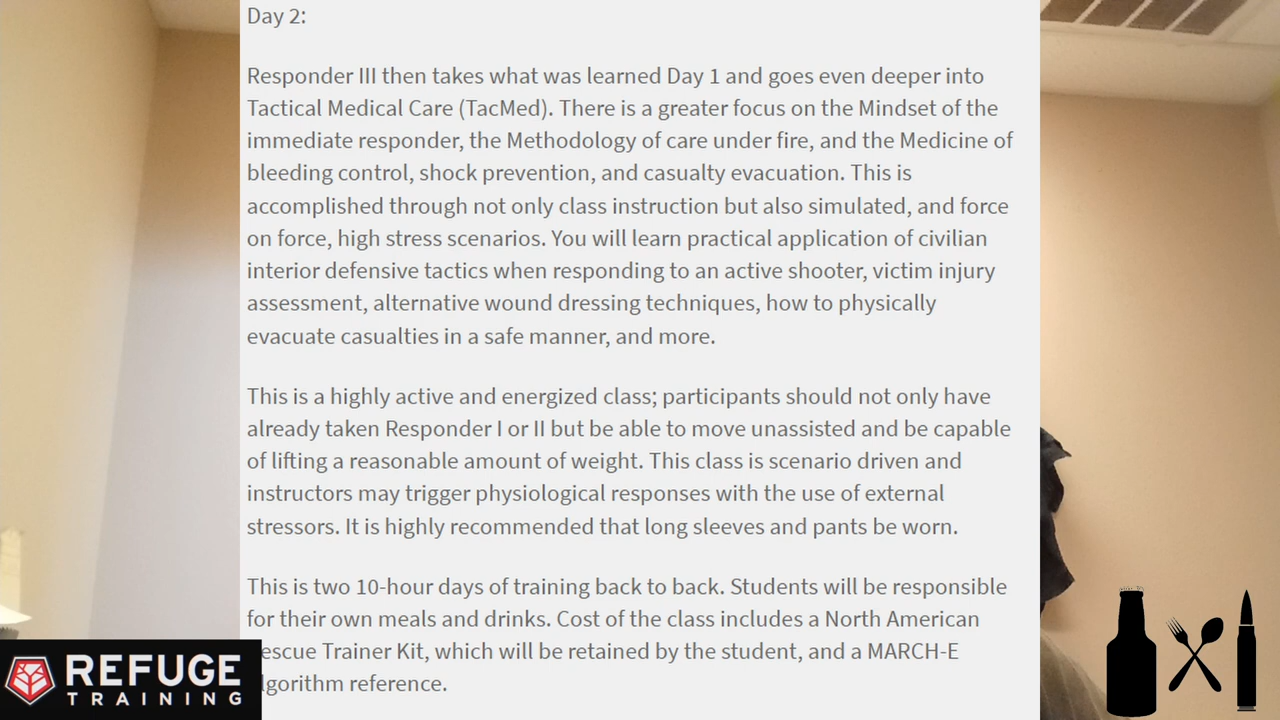 Day 2:
Responder III then takes what was learned Day 1 and goes even deeper into
Tactical Medical Care (TacMed). There is a greater focus on the Mindset of the
immediate responder, the Methodology of care under fire, and the Medicine of
bleeding control, shock prevention, and casualty evacuation. This is
accomplished through not only class instruction but also simulated, and force
on force, high stress scenarios. You will learn practical application of civilian
interior defensive tactics when responding to an active shooter, victim injury
assessment, alternative wound dressing techniques, how to physically
evacuate casualties in a safe manner, and more.
This is a highly active and energized class; participants should not only have
already taken Responder I or II but be able to move unassisted and be capable
of lifting a reasonable amount of weight. This class is scenario driven and
instructors may trigger physiological responses with the use of external
stressors. It is highly recommended that long sleeves and pants be worn.
This is two 10-hour days of training back to back. Students will be responsible
for their own meals and drinks. Cost of the class includes a North American
escue Trainer Kit, which will be retained by the student, and a MARCH-E
lgorithm reference.
REFUGE
TRAINING